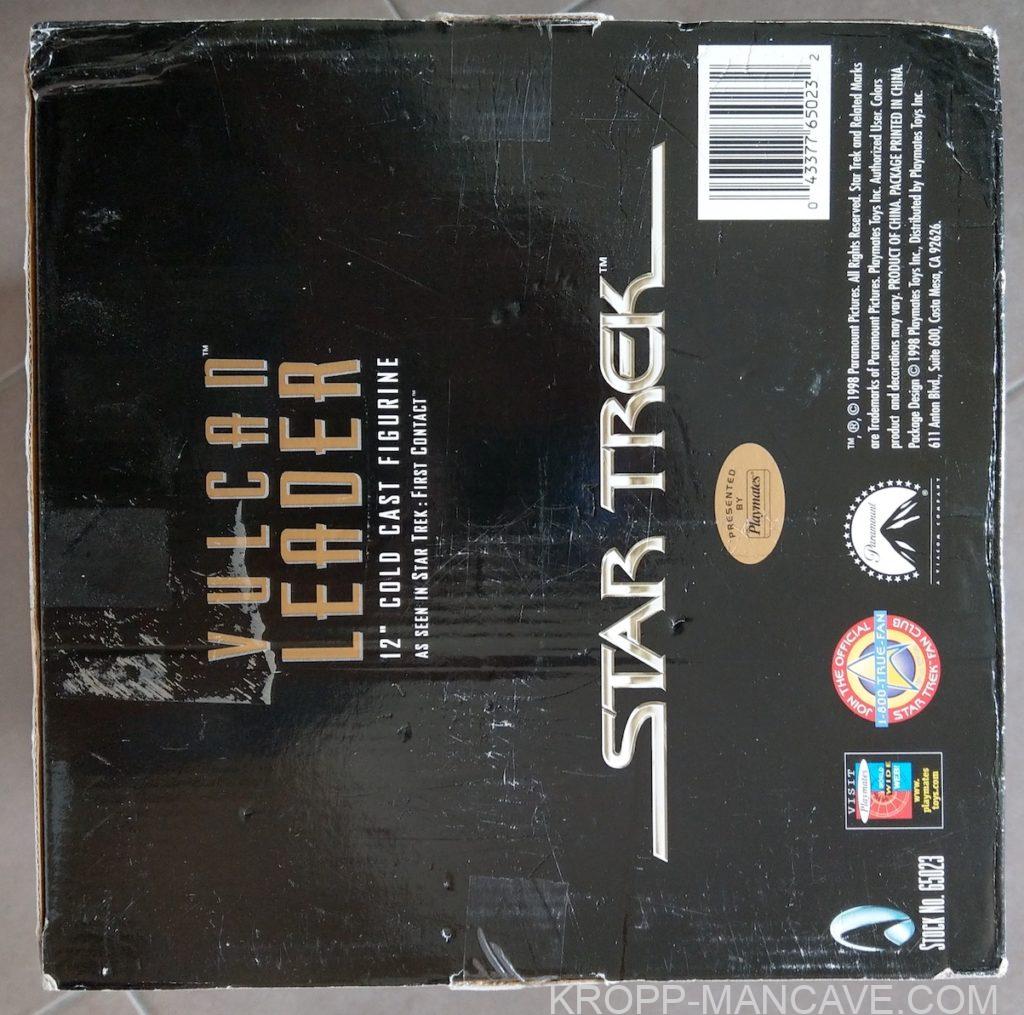 VULCAN™
LEADER
12" COLD CAST FIGURINE
AS SEEN IN STAR TREK: FIRST CONTACT™
STAR TREK™
PRESENTED
BY
Playmates®
0 43377 65023 2
STOCK NO. 65023
VISIT
Playmates
WORLD
WIDE
WEB!
www.
playmates
toys.com
JOIN THE OFFICIAL
1-800-TRUE-FAN
STAR TREK™ FAN CLUB
Paramount
®
A VIACOM COMPANY
™, ®, © 1998 Paramount Pictures. All Rights Reserved. Star Trek and Related Marks
are Trademarks of Paramount Pictures. Playmates Toys Inc. Authorized User. Colors
product and decorations may vary. PRODUCT OF CHINA. PACKAGE PRINTED IN CHINA.
Package Design © 1998 Playmates Toys Inc., Distributed by Playmates Toys Inc.
611 Anton Blvd., Suite 600, Costa Mesa, CA 92626.
KROPP-MANCAVE.COM